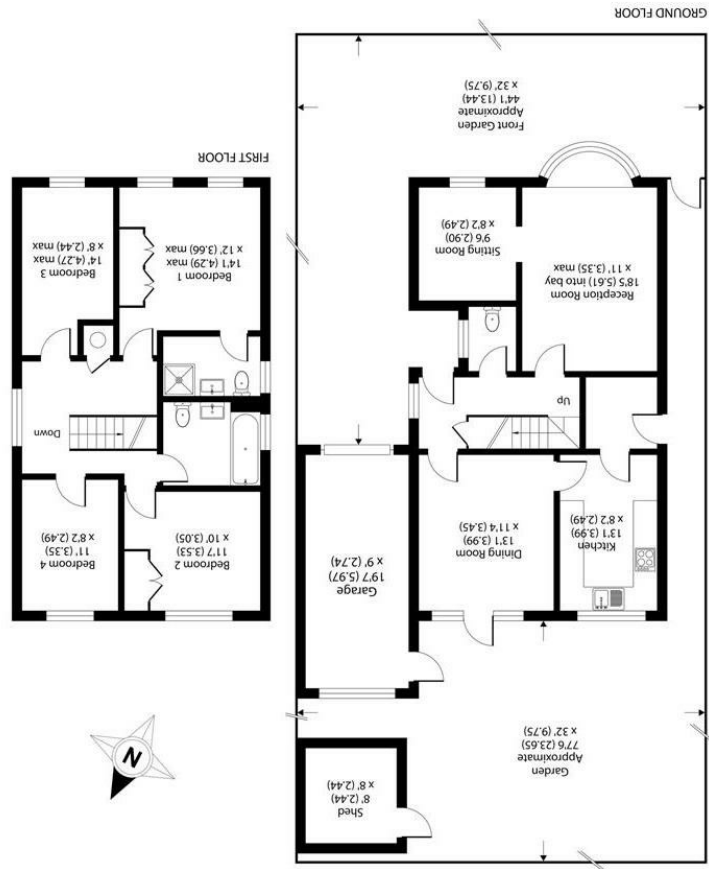 Shed
8' (2.44)
x 8' (2.44)
Garden
Approximate
77'6 (23.65)
x 32' (9.75)
Kitchen
13'1 (3.99)
x 8'2 (2.49)
Dining Room
13'1 (3.99)
x 11'4 (3.45)
Garage
19'7 (5.97)
x 9' (2.74)
Up
Reception Room
18'5 (5.61) into bay
x 11' (3.35) max
Sitting Room
9'6 (2.90)
x 8'2 (2.49)
Front Garden
Approximate
44'1 (13.44)
x 32' (9.75)
GROUND FLOOR
N
Bedroom 2
11'7 (3.53)
x 10' (3.05)
Bedroom 4
11' (3.35)
x 8'2 (2.49)
Down
Bedroom 1
14'1 (4.29) max
x 12' (3.66) max
Bedroom 3
14' (4.27) max
x 8' (2.44) max
FIRST FLOOR